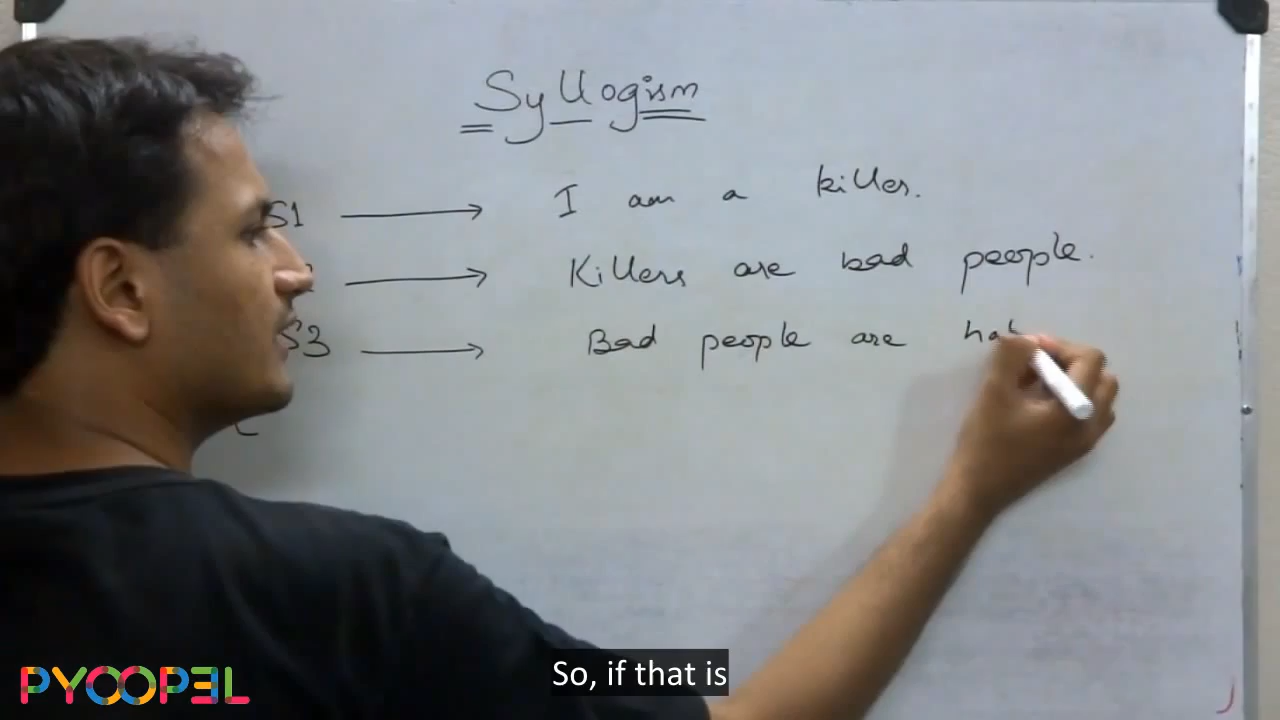 Syllogism
S1 → I am a killer.
→ Killers are bad people.
S3 → Bad people are
So, if that is
PYOOPEL